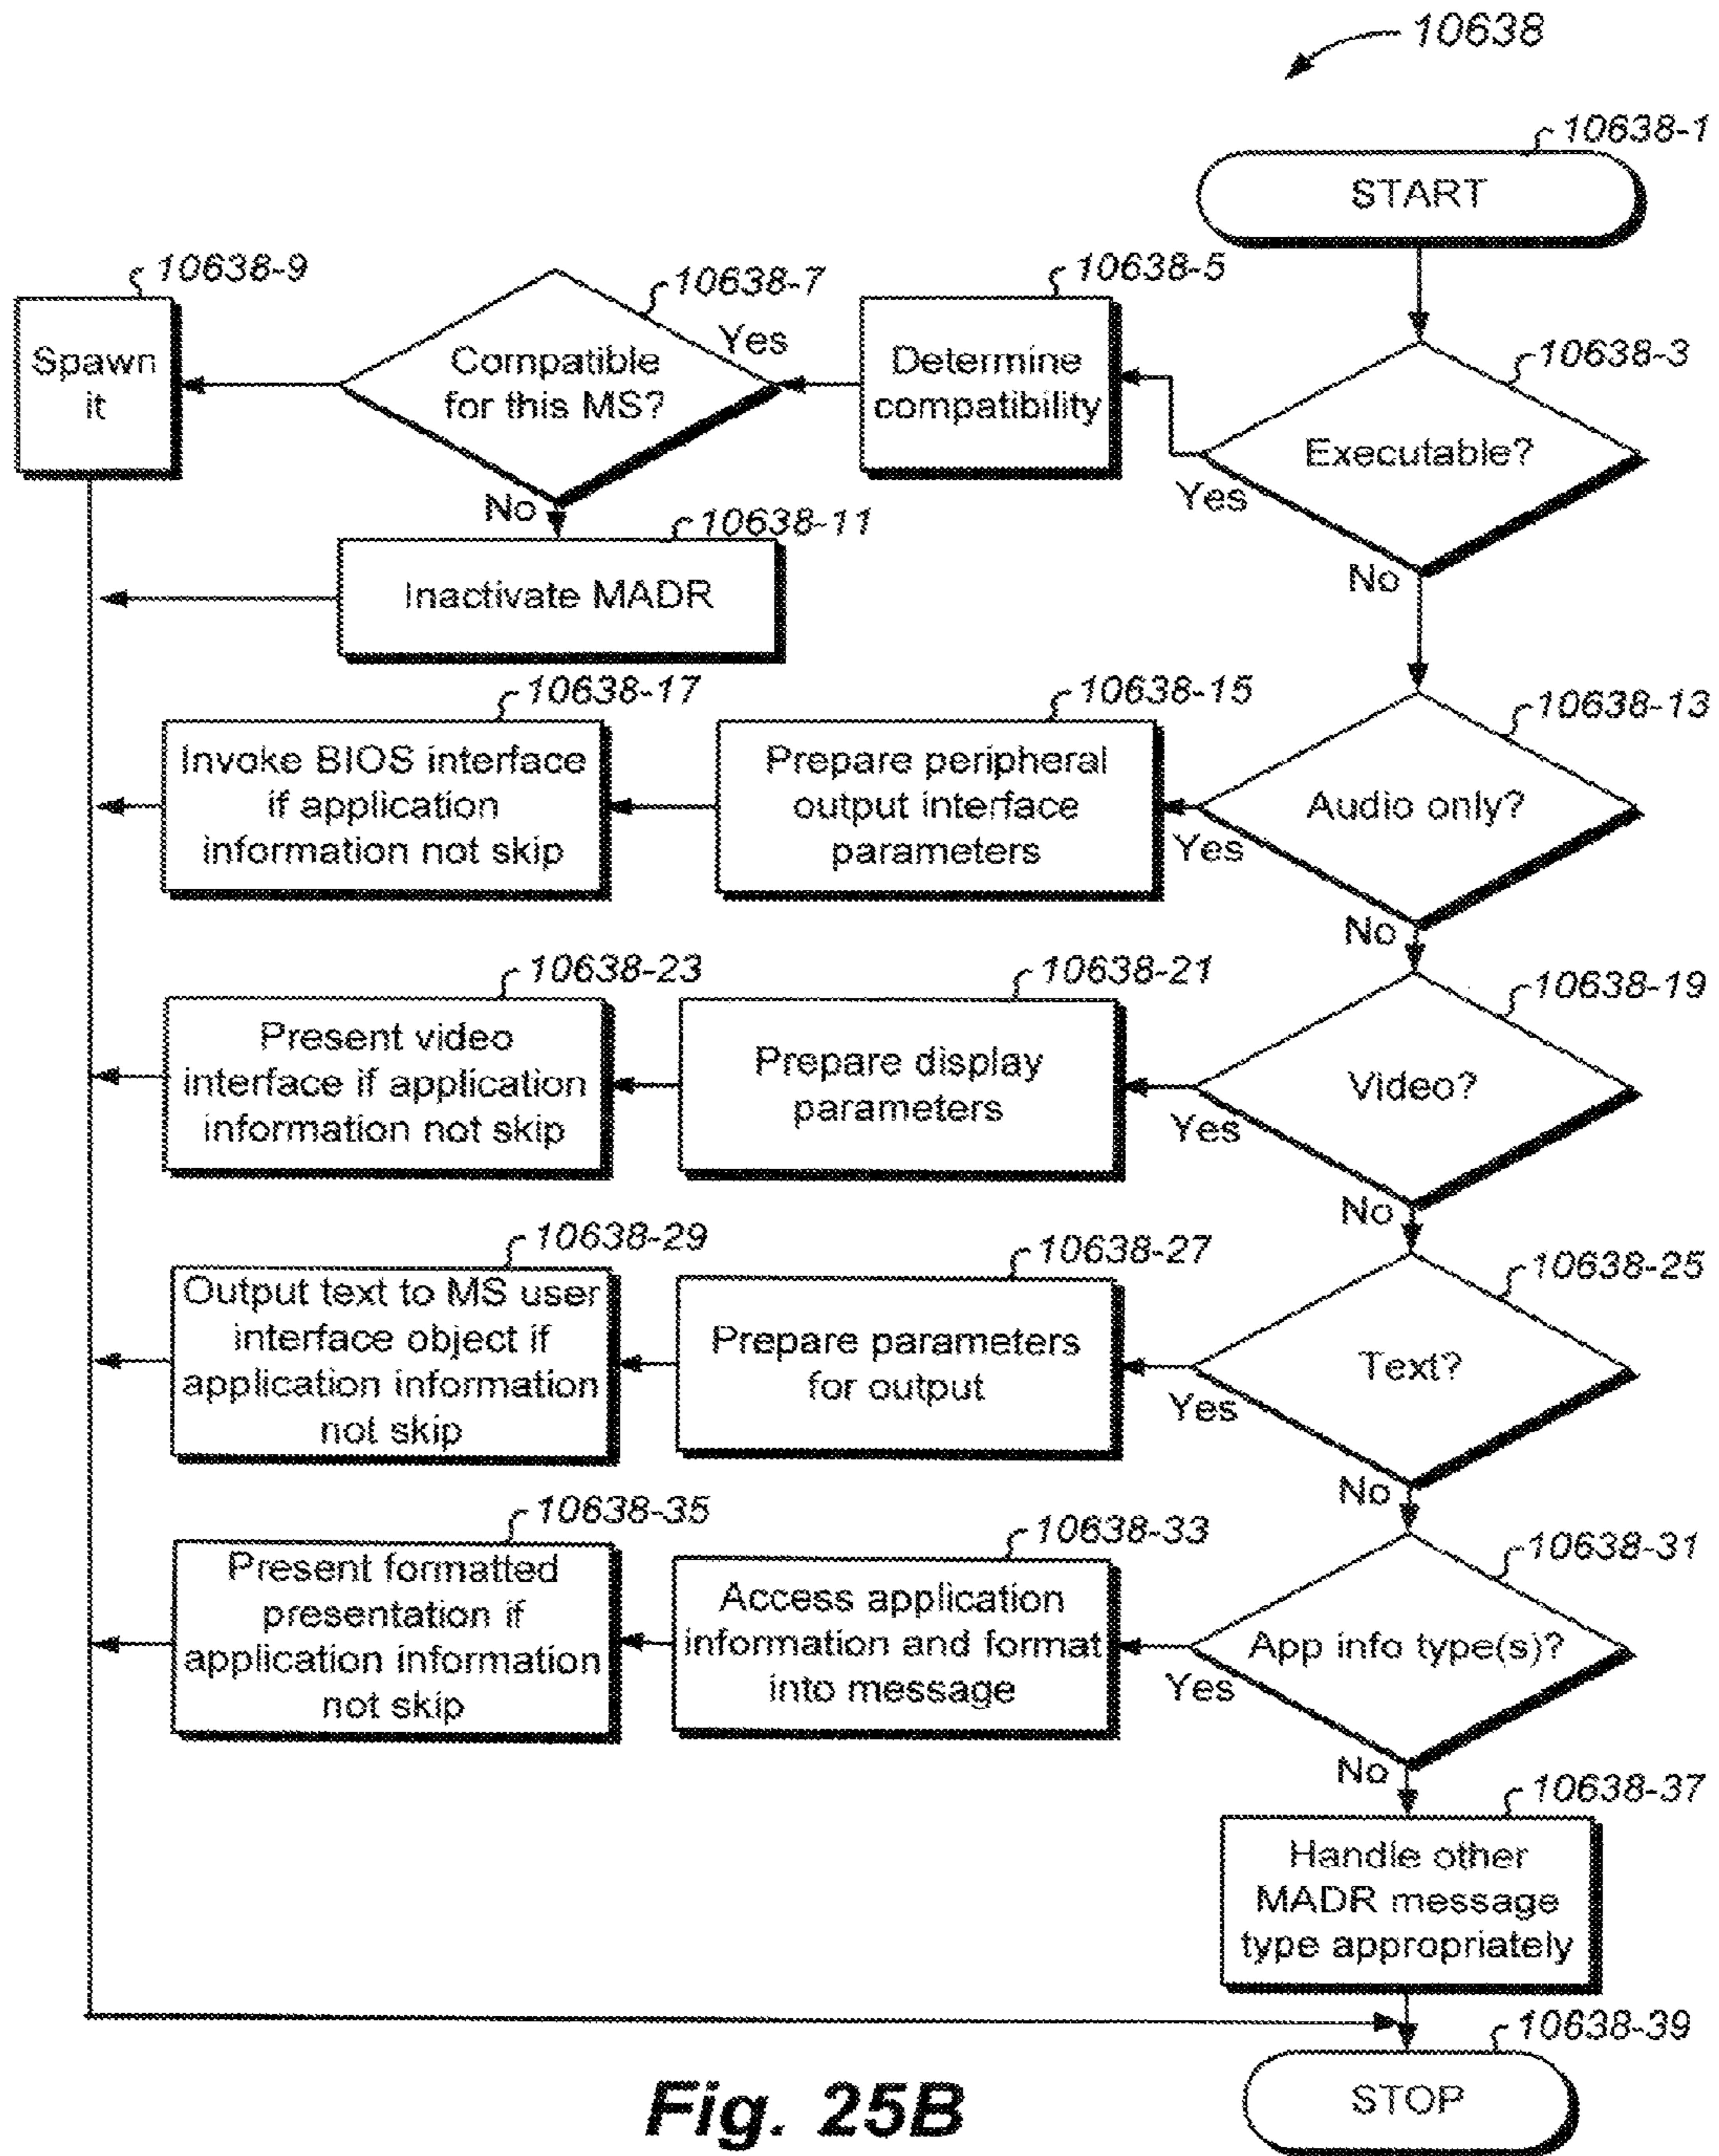 10638
10638-1
START
10638-9
10638-7
10638-5
10638-3
Spawn
it
Compatible
for this MS?
Yes
Determine
compatibility
Executable?
Yes
No
No
10638-11
Inactivate MADR
10638-17
10638-15
10638-13
Invoke BIOS interface
if application
information not skip
Prepare peripheral
output interface
parameters
Audio only?
Yes
No
10638-23
10638-21
10638-19
Present video
interface if application
information not skip
Prepare display
parameters
Video?
Yes
No
10638-29
10638-27
10638-25
Output text to MS user
interface object if
application information
not skip
Prepare parameters
for output
Text?
Yes
No
10638-35
10638-33
10638-31
Present formatted
presentation if
application information
not skip
Access application
information and format
into message
App info type(s)?
Yes
No
10638-37
Handle other
MADR message
type appropriately
10638-39
STOP
Fig. 25B